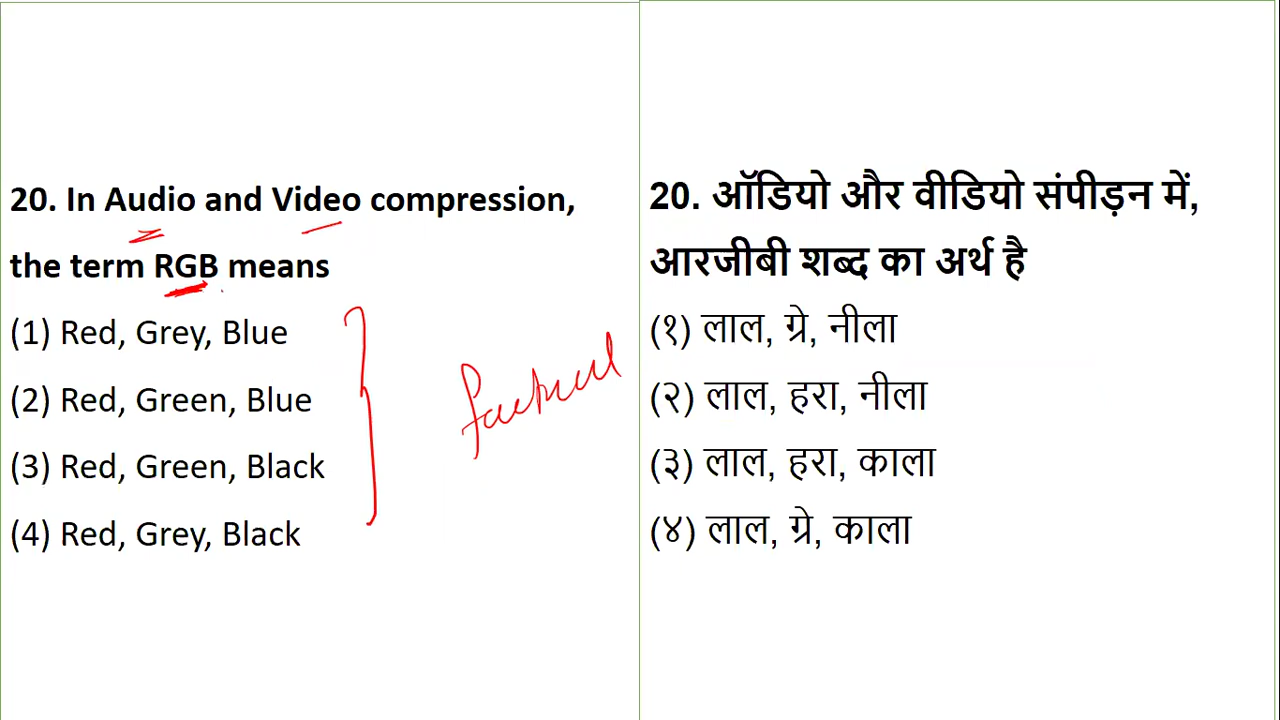 20. In Audio and Video compression,
the term RGB means
(1) Red, Grey, Blue
(2) Red, Green, Blue
(3) Red, Green, Black
(4) Red, Grey, Black
factual
20. ऑडियो और वीडियो संपीड़न में,
आरजीबी शब्द का अर्थ है
(१) लाल, ग्रे, नीला
(२) लाल, हरा, नीला
(३) लाल, हरा, काला
(४) लाल, ग्रे, काला